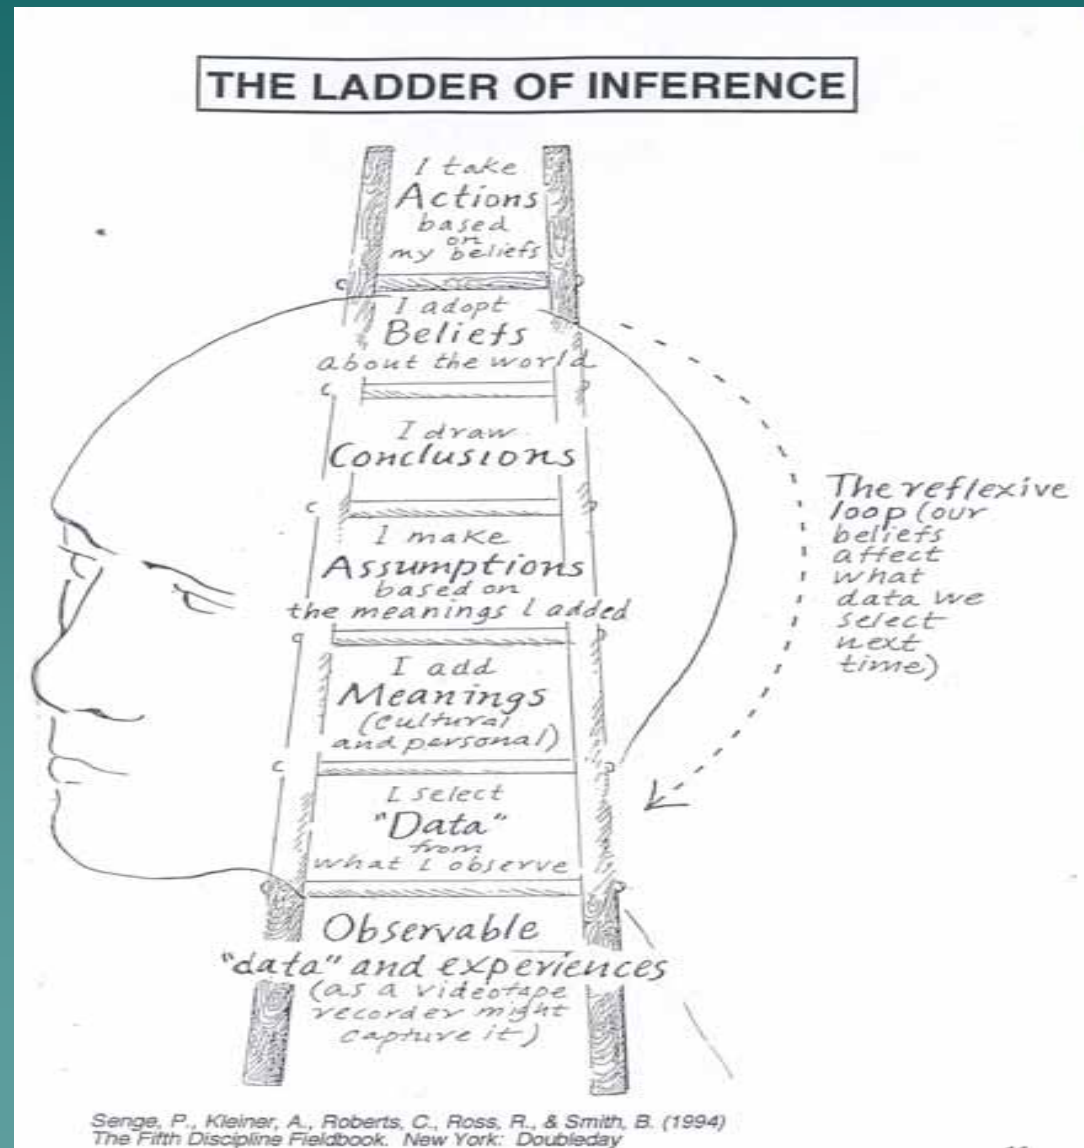 THE LADDER OF INFERENCE
I take
Actions
based
on
my beliefs
I adopt
Beliefs
about the world
I draw
Conclusions
I make
Assumptions
based on
the meanings I added
I add
Meanings
(cultural
and personal)
I select
"Data"
from
what I observe
Observable
"data" and experiences
(as a videotape
recorder might
capture it)
The reflexive
loop (our
beliefs
affect
what
data we
select
next
time)
Senge, P., Kleiner, A., Roberts, C., Ross, R., & Smith, B. (1994)
The Fifth Discipline Fieldbook. New York: Doubleday